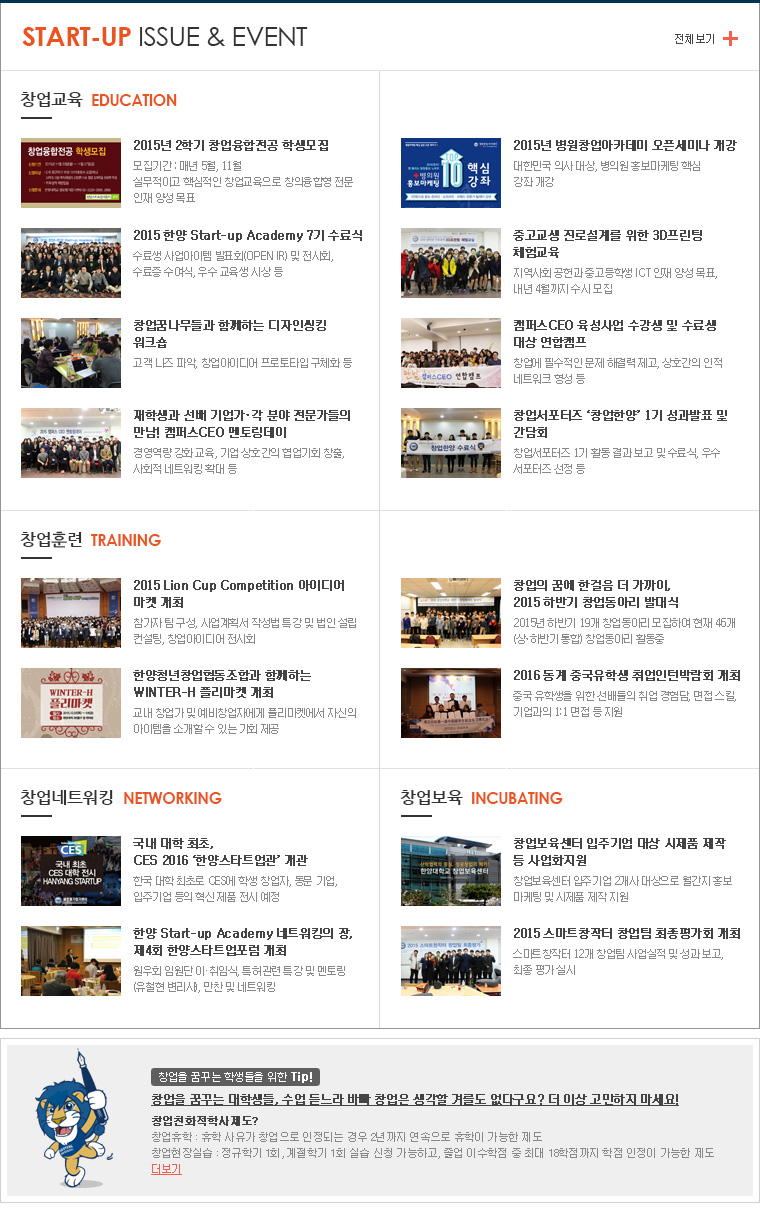 START-UP ISSUE & EVENT
전체보기
창업교육 EDUCATION
창업융합전공 학생모집
2015년 2학기 창업융합전공 학생모집
모집기간 : 매년 5월, 11월
실무적이고 핵심적인 창업교육으로 창의융합형 전문
인재 양성 목표
2015 한양 Start-up Academy 7기 수료식
수료생 사업아이템 발표회(OPEN IR) 및 전시회,
수료증 수여식, 우수 교육생 시상 등
창업꿈나무들과 함께하는 디자인씽킹
워크숍
고객 니즈 파악, 창업아이디어 프로토타입 구체화 등
재학생과 선배 기업가·각 분야 전문가들의
만남! 캠퍼스CEO 멘토링데이
경영역량 강화 교육, 기업 상호간의 협업기회 창출,
사회적 네트워킹 확대 등
+병의원
홍보마케팅
TOP
10
핵심
강좌
2015년 병원창업아카데미 오픈세미나 개강
대한민국 의사 대상, 병의원 홍보마케팅 핵심
강좌 개강
중고교생 진로설계를 위한 3D프린팅
체험교육
지역사회 공헌과 중고등학생 ICT 인재 양성 목표,
내년 4월까지 수시 모집
캠퍼스CEO 연합캠프
캠퍼스CEO 육성사업 수강생 및 수료생
대상 연합캠프
창업에 필수적인 문제 해결력 제고, 상호간의 인적
네트워크 형성 등
창업한양 수료식
창업서포터즈 ‘창업한양’ 1기 성과발표 및
간담회
창업서포터즈 1기 활동 결과 보고 및 수료식, 우수
서포터즈 선정 등
창업훈련 TRAINING
2015 Lion Cup Competition 아이디어
마켓 개최
참가자 팀 구성, 사업계획서 작성법 특강 및 법인 설립
컨설팅, 창업아이디어 전시회
WINTER-H
플리마켓
한양청년창업협동조합과 함께하는
WINTER-H 플리마켓 개최
교내 창업가 및 예비창업자에게 플리마켓에서 자신의
아이템을 소개할 수 있는 기회 제공
창업의 꿈에 한걸음 더 가까이,
2015 하반기 창업동아리 발대식
2015년 하반기 19개 창업동아리 모집하여 현재 46개
(상·하반기 통합) 창업동아리 활동중
2016 동계 중국유학생 취업인턴박람회 개최
중국 유학생을 위한 선배들의 취업 경험담, 면접 스킬,
기업과의 1:1 면접 등 지원
창업네트워킹 NETWORKING
CES
국내 최초
CES 대학 전시
HANYANG STARTUP
국내 대학 최초,
CES 2016 ‘한양스타트업관’ 개관
한국 대학 최초로 CES에 학생 창업자, 동문 기업,
입주기업 등의 혁신 제품 전시 예정
한양 Start-up Academy 네트워킹의 장,
제4회 한양스타트업포럼 개최
원우회 임원단 이·취임식, 특허관련 특강 및 멘토링
(유철현 변리사), 만찬 및 네트워킹
창업보육 INCUBATING
한양대학교 창업보육센터
창업보육센터 입주기업 대상 시제품 제작
등 사업화지원
창업보육센터 입주기업 2개사 대상으로 월간지 홍보
마케팅 및 시제품 제작 지원
2015 스마트창작터 창업팀 최종평가
2015 스마트창작터 창업팀 최종평가회 개최
스마트창작터 12개 창업팀 사업실적 및 성과 보고,
최종 평가 실시
창업을 꿈꾸는 학생들을 위한 Tip!
창업을 꿈꾸는 대학생들, 수업 듣느라 바빠 창업은 생각할 겨를도 없다구요? 더 이상 고민하지 마세요!
창업친화적학사제도?
창업휴학 : 휴학 사유가 창업으로 인정되는 경우 2년까지 연속으로 휴학이 가능한 제도
창업현장실습 : 정규학기 1회, 계절학기 1회 실습 신청 가능하고, 졸업 이수학점 중 최대 18학점까지 학점 인정이 가능한 제도
더보기